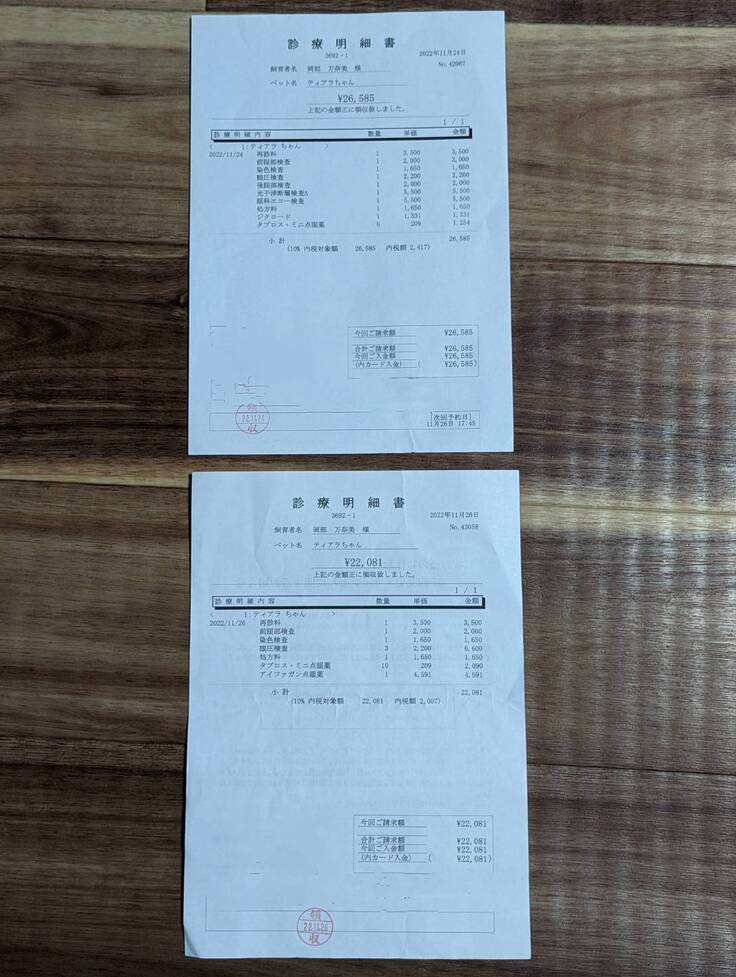 診療明細書
3692-1
2022年11月24日
No. 42967
飼育者名 岡部 万奈美 様
ペット名 ティアラちゃん
¥26,585
上記の金額正に領収致しました。
1 / 1
診療明細内容 数量 単価 金額
< 1:ティアラ ちゃん >
2022/11/24 再診料 1 3,500 3,500
前眼部検査 1 2,000 2,000
染色検査 1 1,650 1,650
眼圧検査 1 2,200 2,200
後眼部検査 1 2,000 2,000
光干渉断層検査A 1 5,500 5,500
眼科エコー検査 1 5,500 5,500
処方料 1 1,650 1,650
ジクロード 1 1,331 1,331
タプロス・ミニ点眼薬 6 209 1,254
小計 26,585
(10% 内税対象額 26,585 内税額 2,417)
今回ご請求額 ¥26,585
合計ご請求額 ¥26,585
今回ご入金額 ¥26,585
(内カード入金) ( ¥26,585)
領
22.11.24
収
[次回予約日]
11月26日 17:45
診療明細書
3692-1
2022年11月26日
No. 43058
飼育者名 岡部 万奈美 様
ペット名 ティアラちゃん
¥22,081
上記の金額正に領収致しました。
1 / 1
診療明細内容 数量 単価 金額
< 1:ティアラ ちゃん >
2022/11/26 再診料 1 3,500 3,500
前眼部検査 1 2,000 2,000
染色検査 1 1,650 1,650
眼圧検査 3 2,200 6,600
処方料 1 1,650 1,650
タプロス・ミニ点眼薬 10 209 2,090
アイファガン点眼薬 1 4,591 4,591
小計 22,081
(10% 内税対象額 22,081 内税額 2,007)
今回ご請求額 ¥22,081
合計ご請求額 ¥22,081
今回ご入金額 ¥22,081
(内カード入金) ( ¥22,081)
領
22.11.26
収